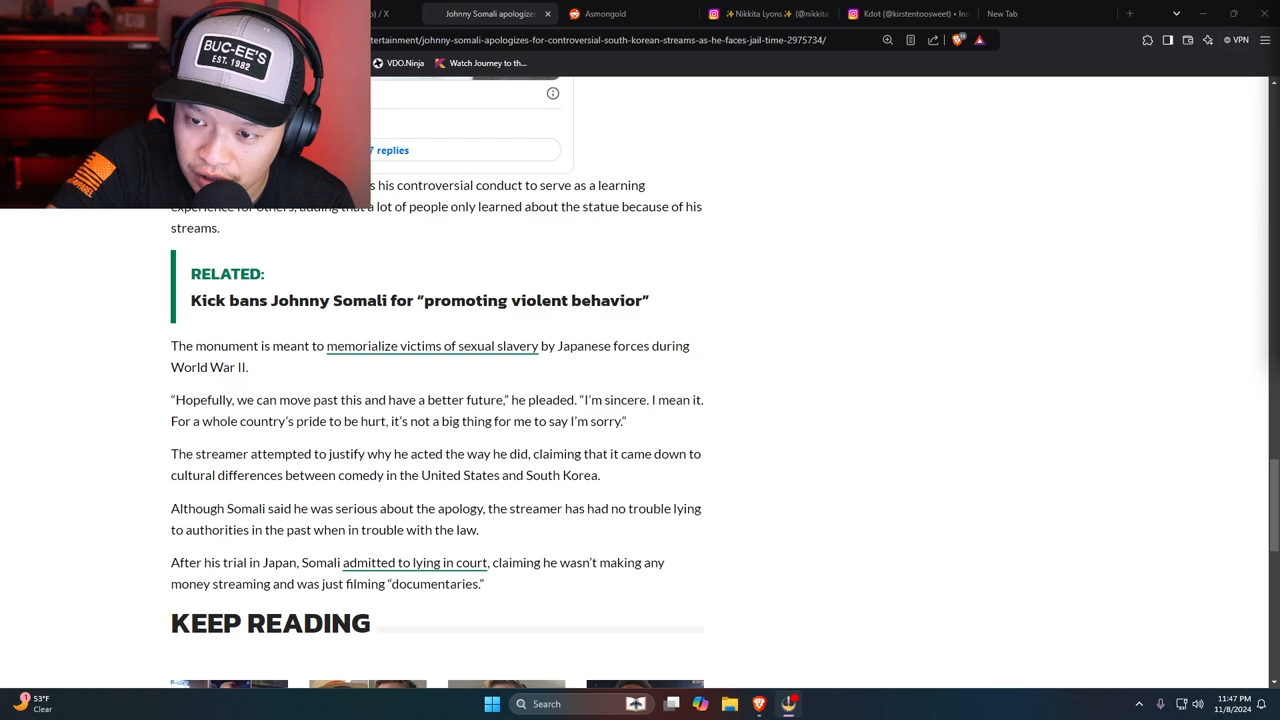 ) / X
Johnny Somali apologize
Asmongold
✨ Nikkita Lyons ✨ (@nikkita
Kdot (@kirstentoosweet) • In
New Tab
tertainment/johnny-somali-apologizes-for-controversial-south-korean-streams-as-he-faces-jail-time-2975734/
VPN
VDO.Ninja
Watch Journey to th...
BUC-EE'S
EST. 1982
7 replies
s his controversial conduct to serve as a learning
experience for others, adding that a lot of people only learned about the statue because of his
streams.
RELATED:
Kick bans Johnny Somali for “promoting violent behavior”
The monument is meant to memorialize victims of sexual slavery by Japanese forces during
World War II.
“Hopefully, we can move past this and have a better future,” he pleaded. “I’m sincere. I mean it.
For a whole country’s pride to be hurt, it’s not a big thing for me to say I’m sorry.”
The streamer attempted to justify why he acted the way he did, claiming that it came down to
cultural differences between comedy in the United States and South Korea.
Although Somali said he was serious about the apology, the streamer has had no trouble lying
to authorities in the past when in trouble with the law.
After his trial in Japan, Somali admitted to lying in court, claiming he wasn’t making any
money streaming and was just filming “documentaries.”
KEEP READING
1
53°F
Clear
Search
11:47 PM
11/8/2024